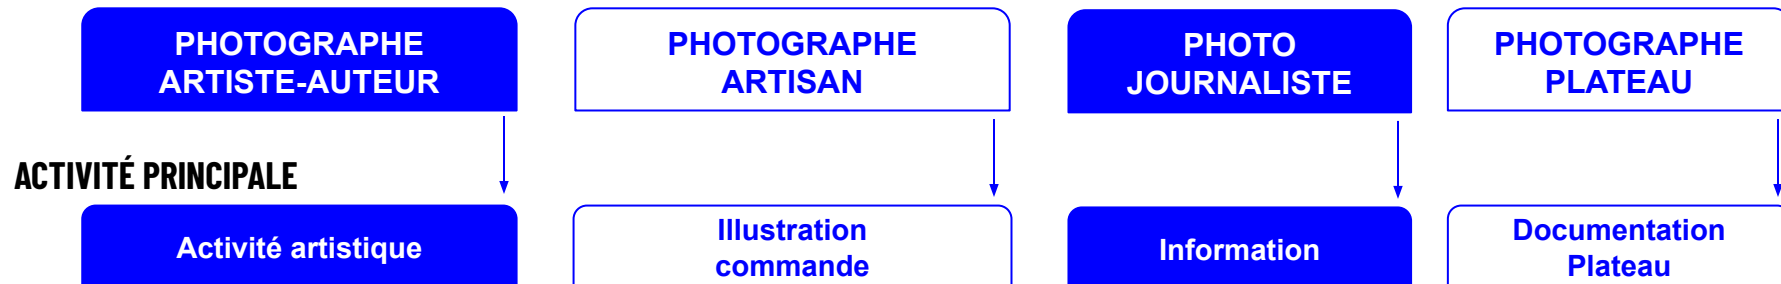 PHOTOGRAPHE
ARTISTE-AUTEUR
PHOTOGRAPHE
ARTISAN
PHOTO
JOURNALISTE
PHOTOGRAPHE
PLATEAU
ACTIVITÉ PRINCIPALE
Activité artistique
Illustration
commande
Information
Documentation
Plateau